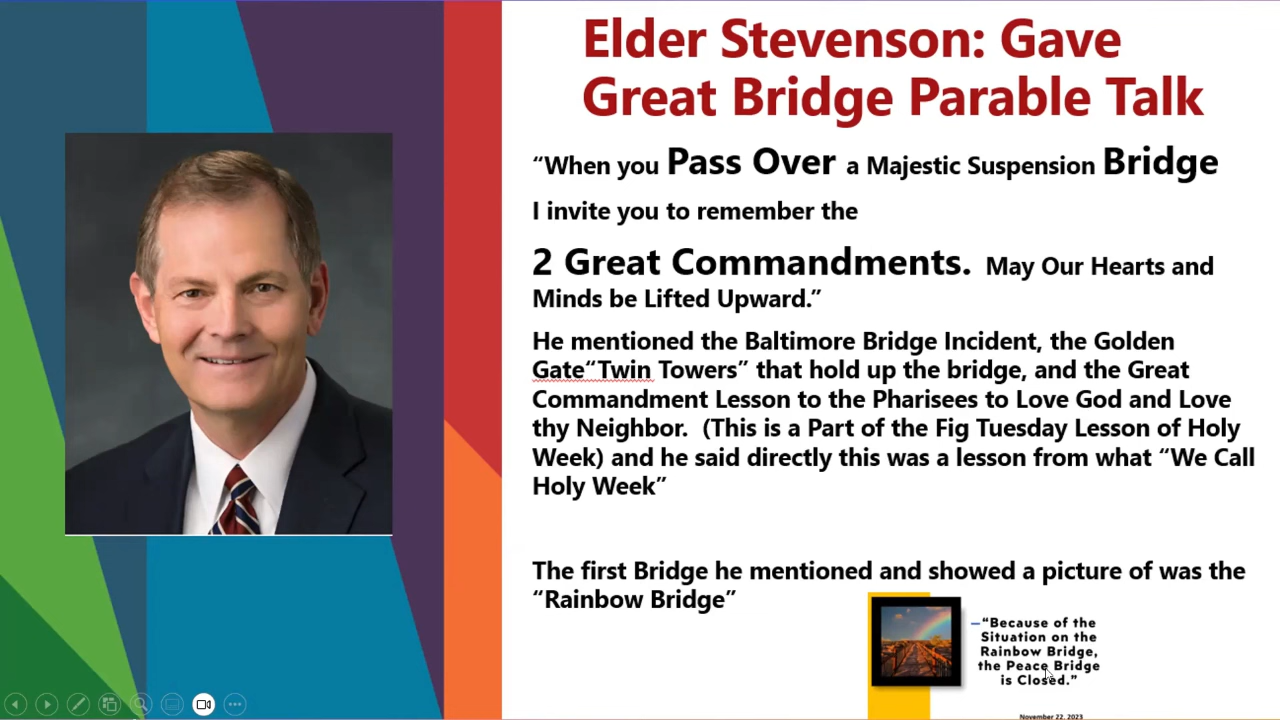 Elder Stevenson: Gave
Great Bridge Parable Talk
“When you Pass Over a Majestic Suspension Bridge
I invite you to remember the
2 Great Commandments. May Our Hearts and
Minds be Lifted Upward.”
He mentioned the Baltimore Bridge Incident, the Golden
Gate“Twin Towers” that hold up the bridge, and the Great
Commandment Lesson to the Pharisees to Love God and Love
thy Neighbor. (This is a Part of the Fig Tuesday Lesson of Holy
Week) and he said directly this was a lesson from what “We Call
Holy Week”
The first Bridge he mentioned and showed a picture of was the
“Rainbow Bridge”
–“Because of the
Situation on the
Rainbow Bridge,
the Peace Bridge
is Closed.”
November 22, 2023